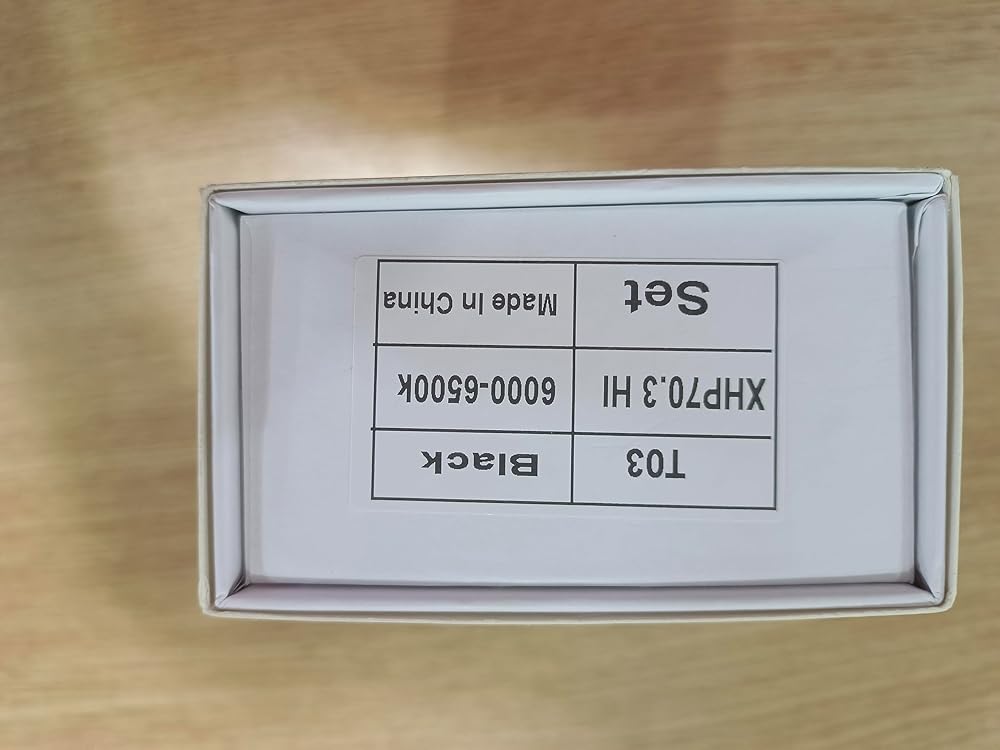 T03 Black
XHP70.3 HI 6000-6500k
Set Made In China